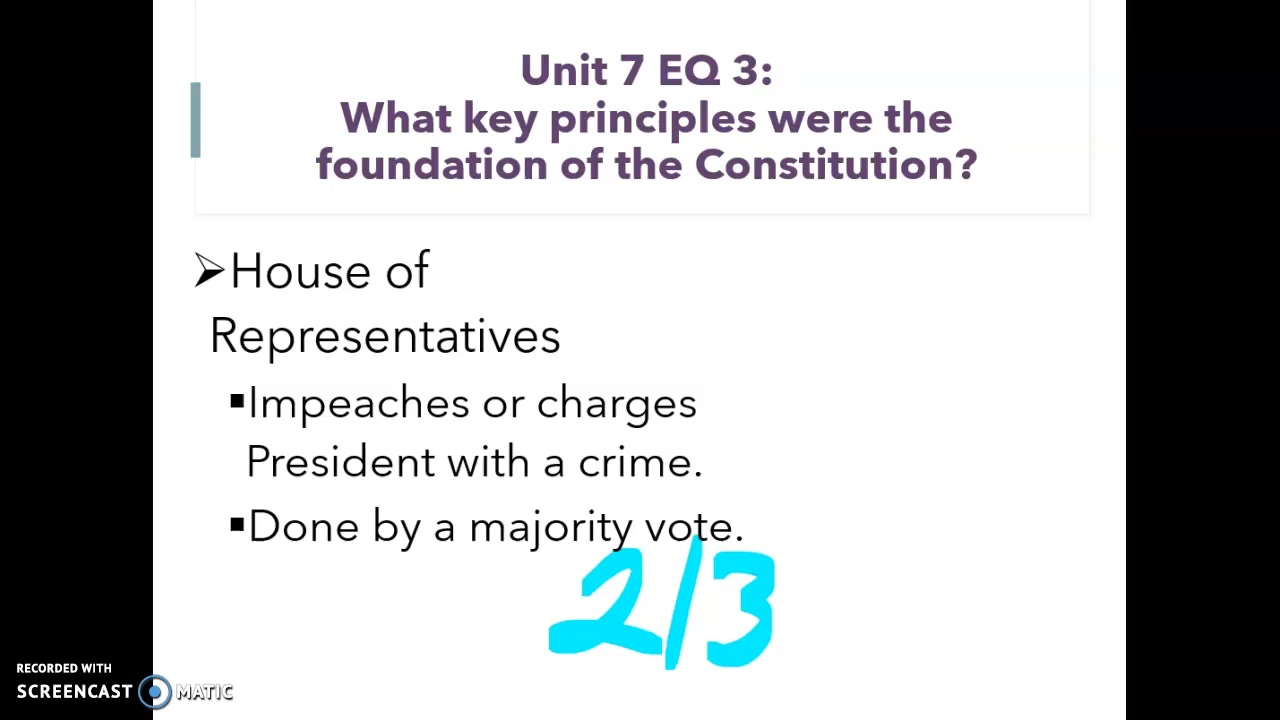 Unit 7 EQ 3:
What key principles were the
foundation of the Constitution?
➢House of
Representatives
▪Impeaches or charges
President with a crime.
▪Done by a majority vote.
2/3
RECORDED WITH
SCREENCAST MATIC